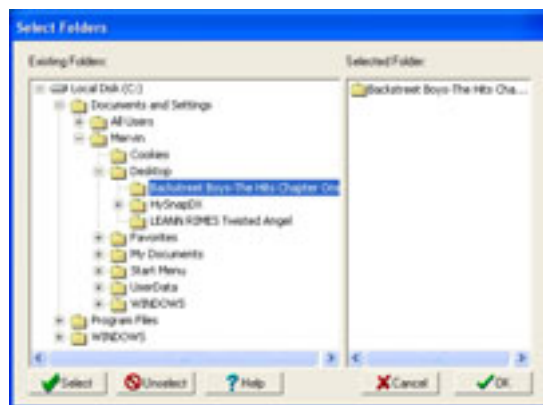 Select Folders
Existing Folders: Selected Folder:
Local Disk (C:)
Documents and Settings
All Users
Mervin
Cookies
Desktop
Backstreet Boys-The Hits Chapter One
HySnapDX
LEANN RIMES Twisted Angel
Favorites
My Documents
Start Menu
UserData
WINDOWS
Program Files
WINDOWS
Backstreet Boys-The Hits Cha...
Select Unselect Help Cancel OK